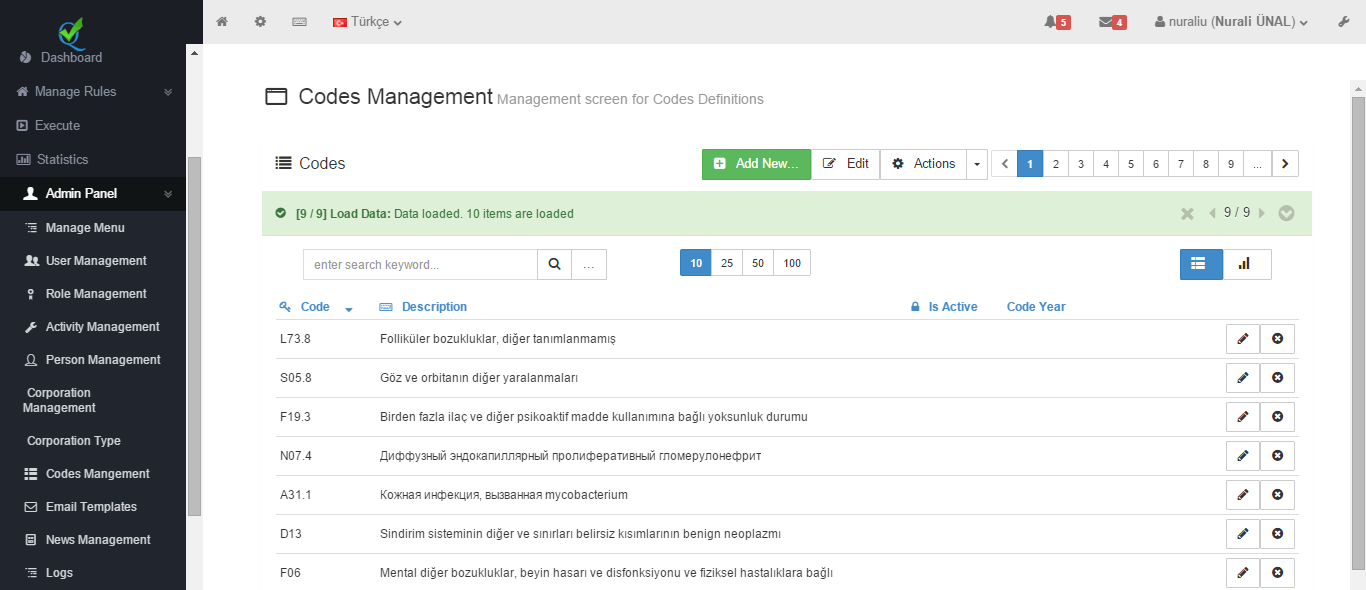 Türkçe
5
4
nuraliu (Nurali ÜNAL)
Dashboard
Manage Rules
Execute
Statistics
Admin Panel
Manage Menu
User Management
Role Management
Activity Management
Person Management
Corporation
Management
Corporation Type
Codes Mangement
Email Templates
News Management
Logs
Codes Management Management screen for Codes Definitions
Codes
Add New...
Edit
Actions
1 2 3 4 5 6 7 8 9 ...
[9 / 9] Load Data: Data loaded. 10 items are loaded
9 / 9
enter search keyword...
...
10 25 50 100
Code Description Is Active Code Year
L73.8 Folliküler bozukluklar, diğer tanımlanmamış
S05.8 Göz ve orbitanın diğer yaralanmaları
F19.3 Birden fazla ilaç ve diğer psikoaktif madde kullanımına bağlı yoksunluk durumu
N07.4 Диффузный эндокапиллярный пролиферативный гломерулонефрит
A31.1 Кожная инфекция, вызванная mycobacterium
D13 Sindirim sisteminin diğer ve sınırları belirsiz kısımlarının benign neoplazmı
F06 Mental diğer bozukluklar, beyin hasarı ve disfonksiyonu ve fiziksel hastalıklara bağlı